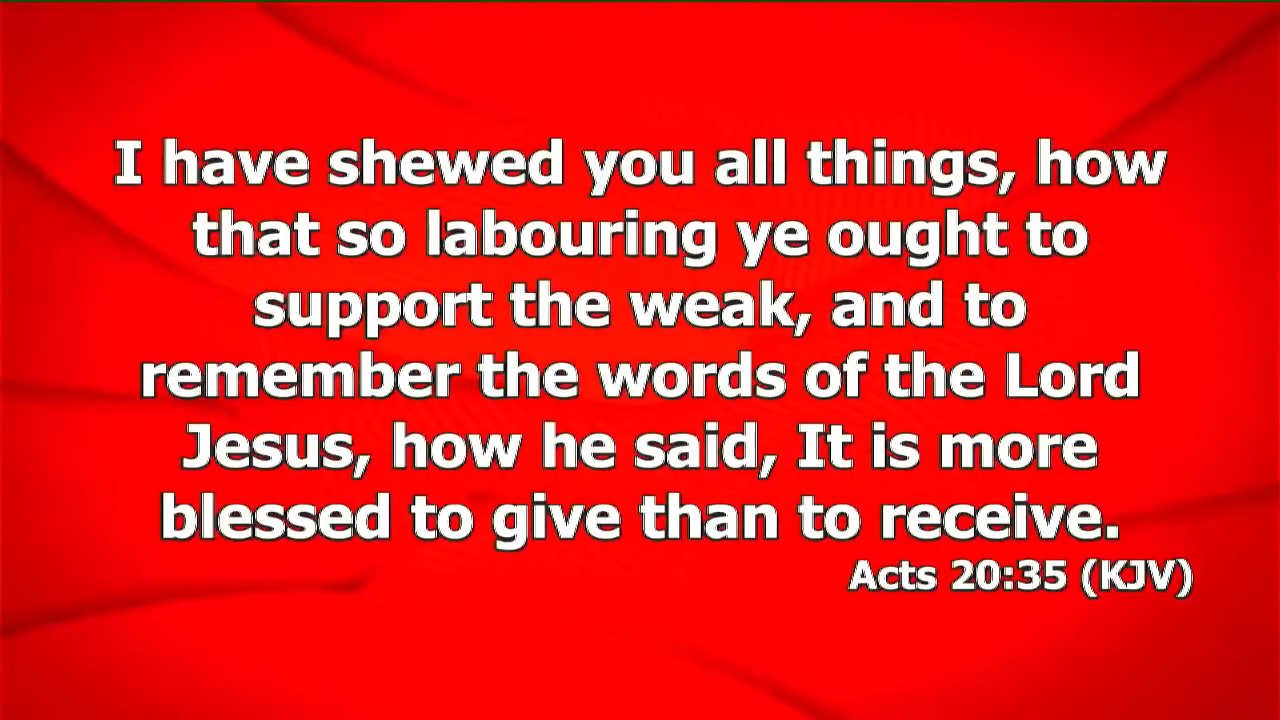 I have shewed you all things, how
that so labouring ye ought to
support the weak, and to
remember the words of the Lord
Jesus, how he said, It is more
blessed to give than to receive.
Acts 20:35 (KJV)